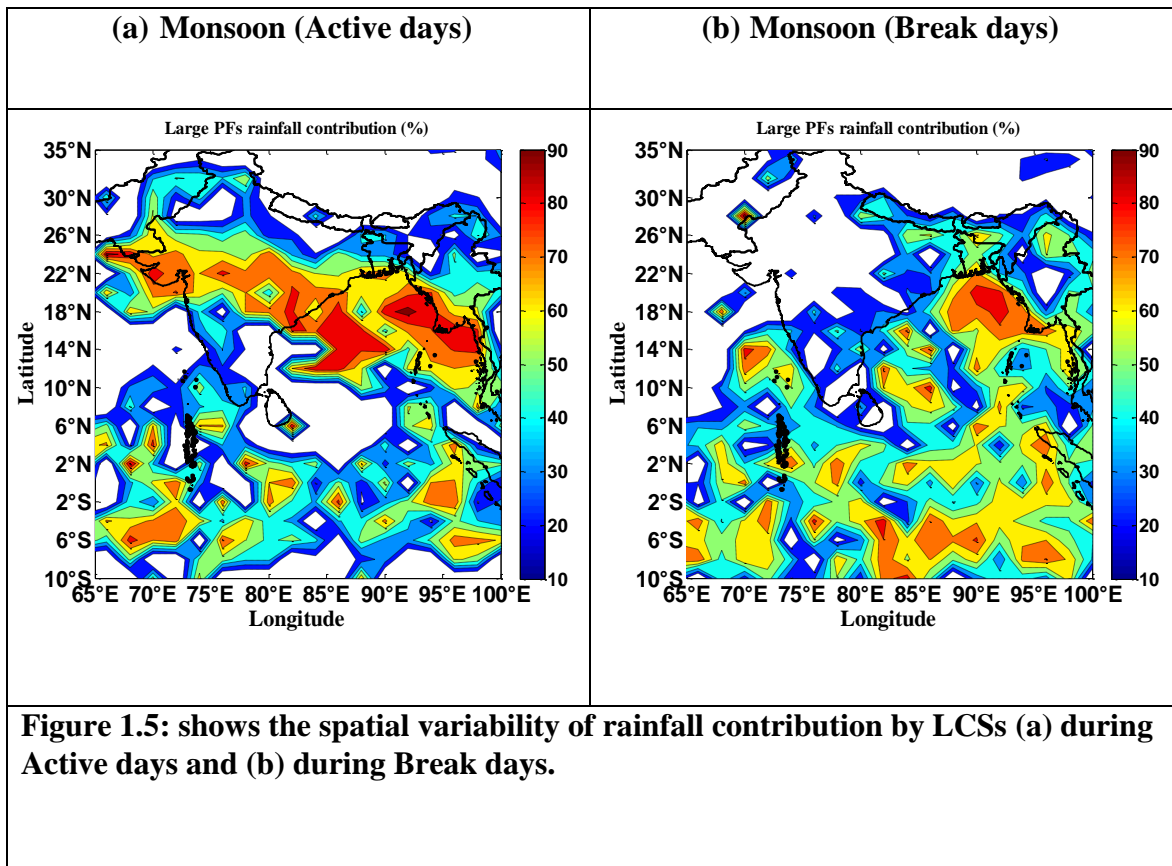 (a) Monsoon (Active days)
(b) Monsoon (Break days)
Large PFs rainfall contribution (%)
35°N
30°N
26°N
22°N
18°N
14°N
10°N
6°N
2°N
2°S
6°S
10°S
Latitude
65°E 70°E 75°E 80°E 85°E 90°E 95°E 100°E
Longitude
90
80
70
60
50
40
30
20
10
Large PFs rainfall contribution (%)
35°N
30°N
26°N
22°N
18°N
14°N
10°N
6°N
2°N
2°S
6°S
10°S
Latitude
65°E 70°E 75°E 80°E 85°E 90°E 95°E 100°E
Longitude
90
80
70
60
50
40
30
20
10
Figure 1.5: shows the spatial variability of rainfall contribution by LCSs (a) during
Active days and (b) during Break days.